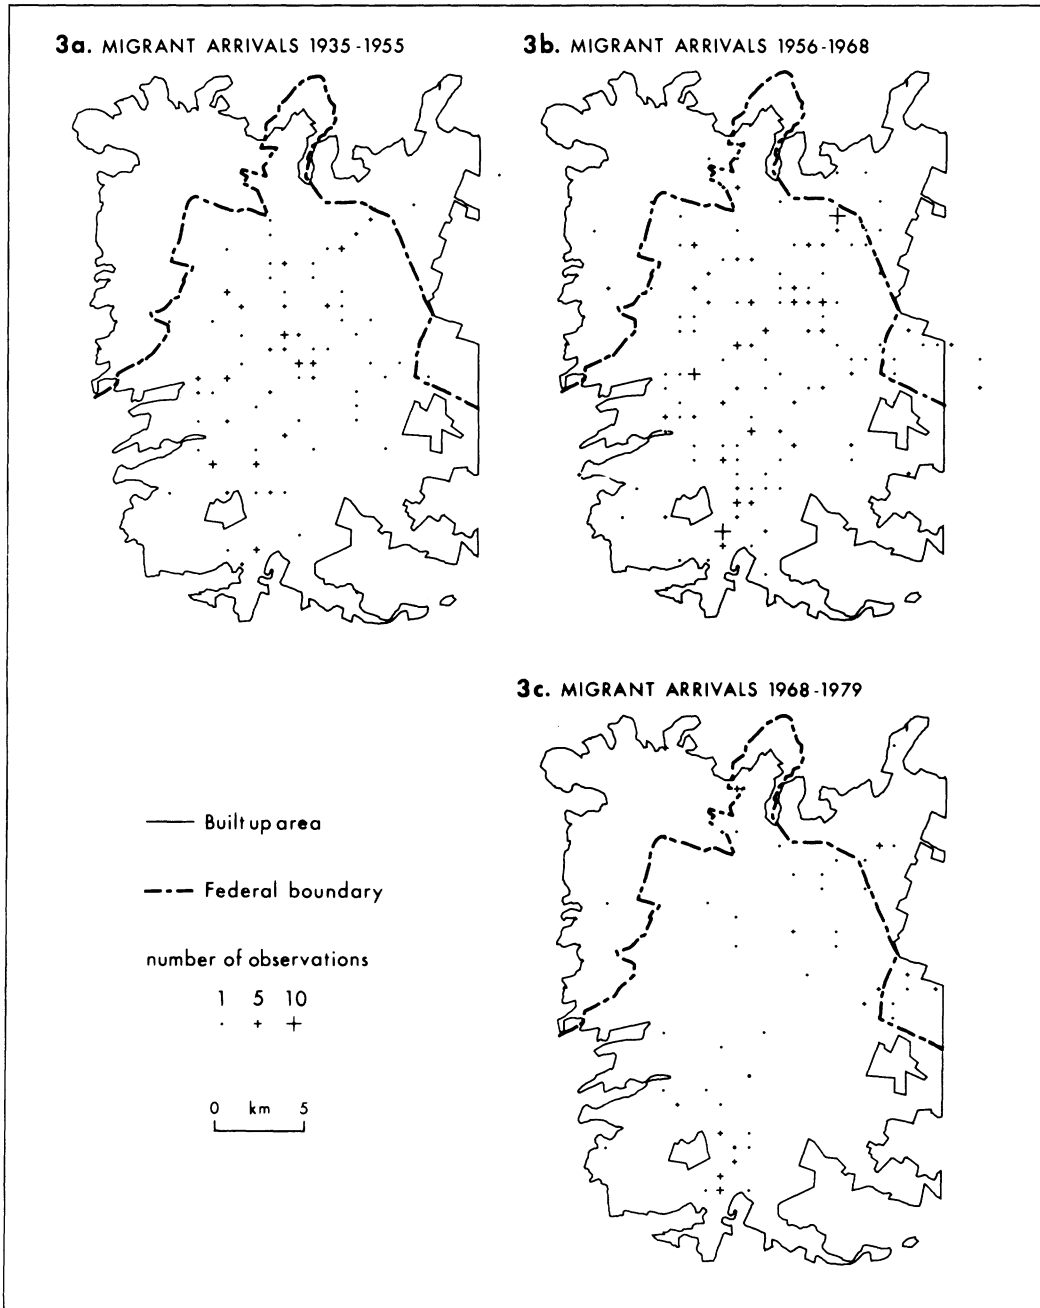 3a. MIGRANT ARRIVALS 1935-1955
3b. MIGRANT ARRIVALS 1956-1968
3c. MIGRANT ARRIVALS 1968-1979
Built up area
Federal boundary
number of observations
1 5 10
0 km 5